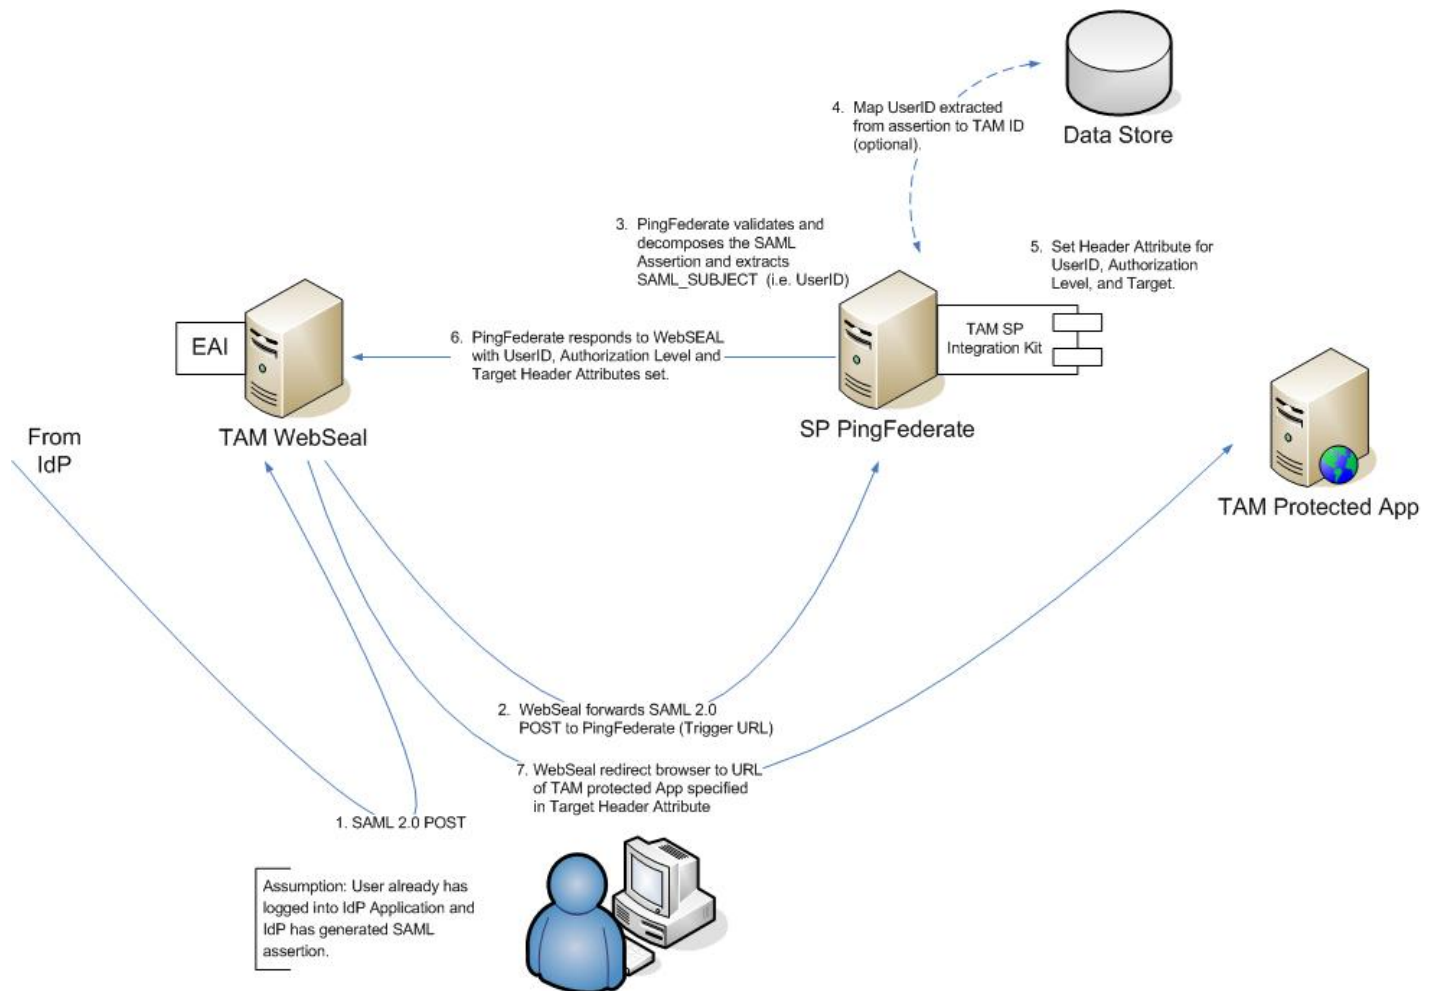 4. Map UserID extracted
from assertion to TAM ID
(optional).
Data Store
3. PingFederate validates and
decomposes the SAML
Assertion and extracts
SAML_SUBJECT (i.e. UserID)
5. Set Header Attribute for
UserID, Authorization
Level, and Target.
EAI
6. PingFederate responds to WebSEAL
with UserID, Authorization Level and
Target Header Attributes set.
TAM SP
Integration Kit
From
IdP
TAM WebSeal
SP PingFederate
TAM Protected App
2. WebSeal forwards SAML 2.0
POST to PingFederate (Trigger URL)
7. WebSeal redirect browser to URL
of TAM protected App specified
in Target Header Attribute
1. SAML 2.0 POST
Assumption: User already has
logged into IdP Application and
IdP has generated SAML
assertion.